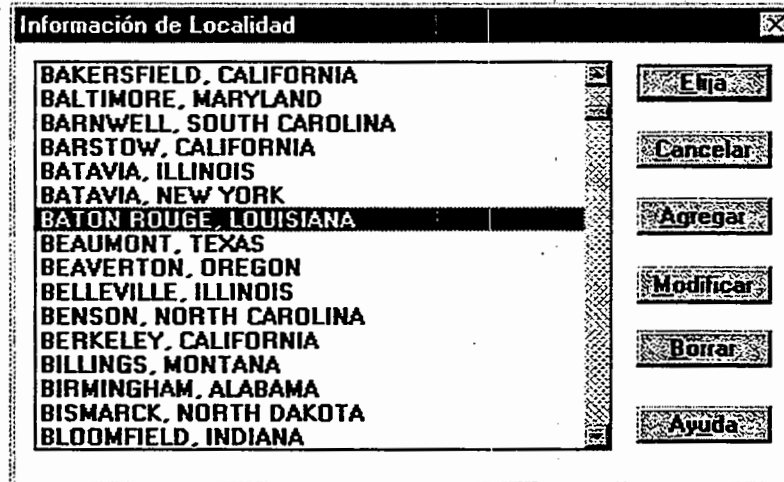 Información de Localidad
BAKERSFIELD, CALIFORNIA
BALTIMORE, MARYLAND
BARNWELL, SOUTH CAROLINA
BARSTOW, CALIFORNIA
BATAVIA, ILLINOIS
BATAVIA, NEW YORK
BATON ROUGE, LOUISIANA
BEAUMONT, TEXAS
BEAVERTON, OREGON
BELLEVILLE, ILLINOIS
BENSON, NORTH CAROLINA
BERKELEY, CALIFORNIA
BILLINGS, MONTANA
BIRMINGHAM, ALABAMA
BISMARCK, NORTH DAKOTA
BLOOMFIELD, INDIANA
Elija
Cancelar
Agregar
Modificar
Borrar
Ayuda